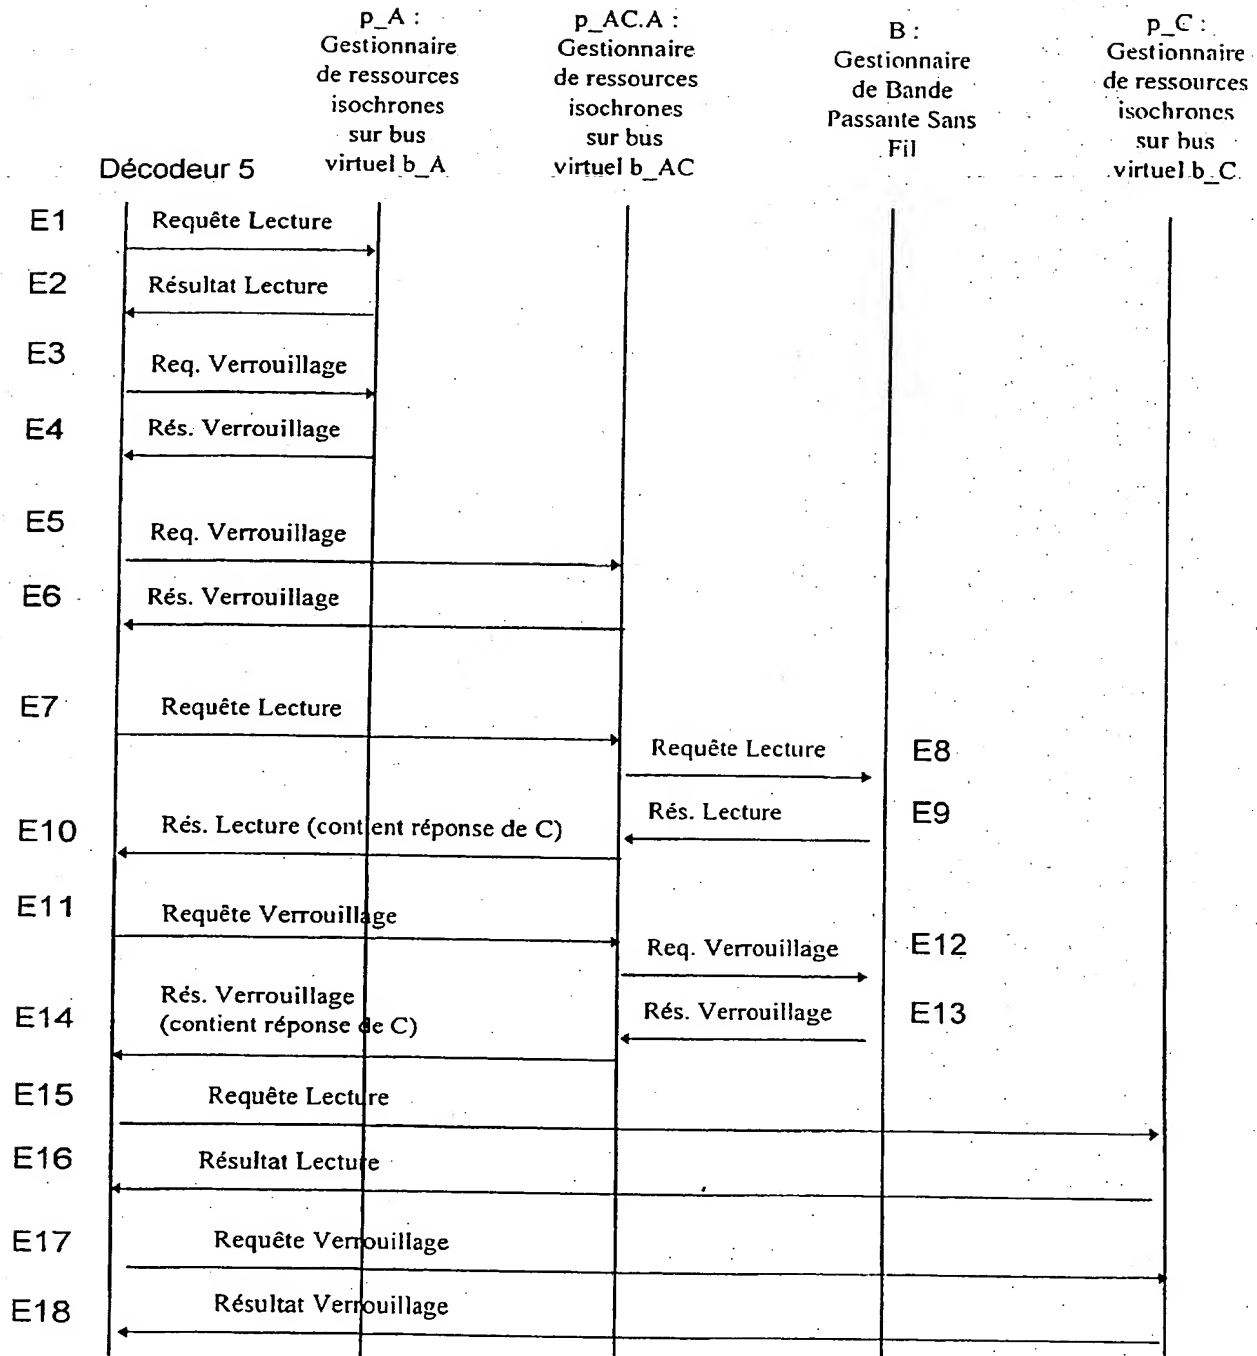 p_A :
Gestionnaire
de ressources
isochrones
sur bus
virtuel b_A
p_AC.A :
Gestionnaire
de ressources
isochrones
sur bus
virtuel b_AC
B :
Gestionnaire
de Bande
Passante Sans
Fil
p_C :
Gestionnaire
de ressources
isochrones
sur bus
virtuel b_C
Décodeur 5
E1
Requête Lecture
E2
Résultat Lecture
E3
Req. Verrouillage
E4
Rés. Verrouillage
E5
Req. Verrouillage
E6
Rés. Verrouillage
E7
Requête Lecture
Requête Lecture
E8
Rés. Lecture
E9
E10
Rés. Lecture (contient réponse de C)
E11
Requête Verrouillage
Req. Verrouillage
E12
E14
Rés. Verrouillage
(contient réponse de C)
Rés. Verrouillage
E13
E15
Requête Lecture
E16
Résultat Lecture
E17
Requête Verrouillage
E18
Résultat Verrouillage